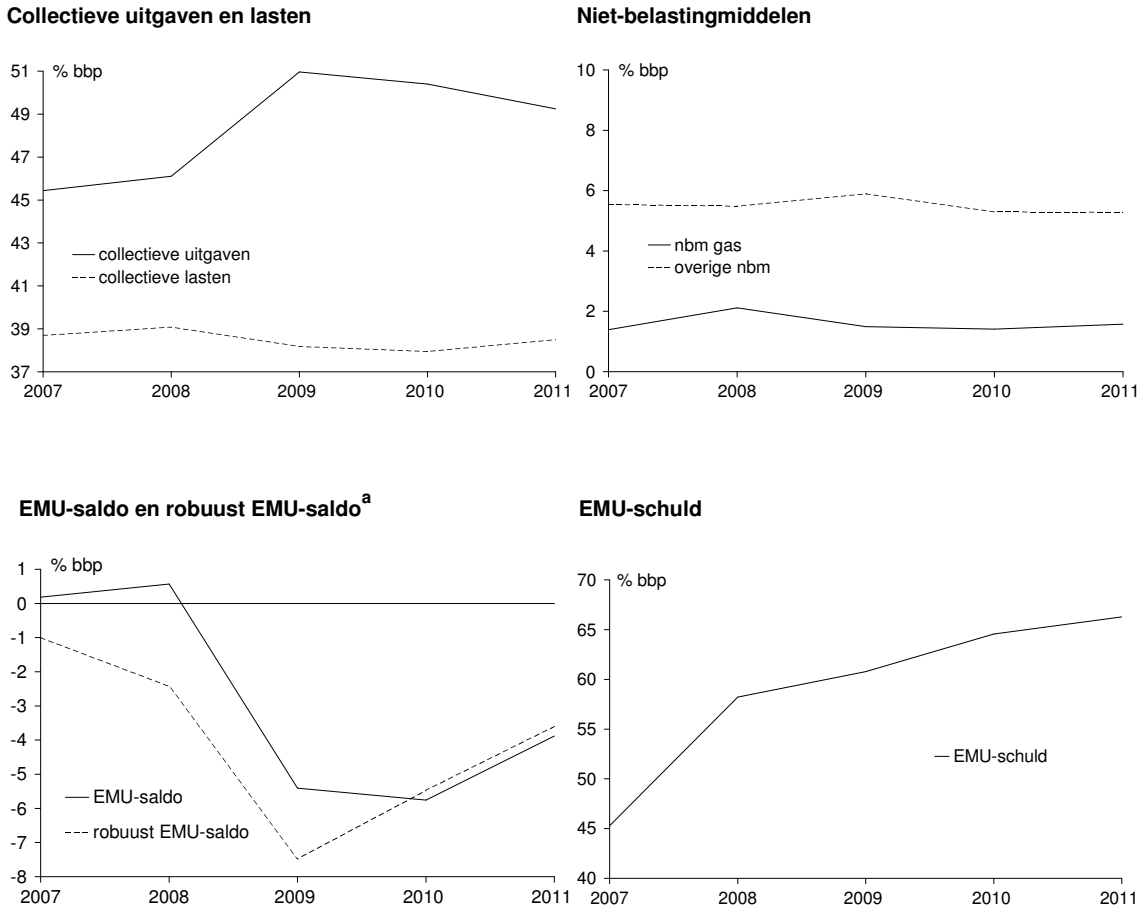 Collectieve uitgaven en lasten
% bbp
51
49
47
45
43
41
39
37
collectieve uitgaven
collectieve lasten
2007 2008 2009 2010 2011
Niet-belastingmiddelen
% bbp
10
8
6
4
2
0
nbm gas
overige nbm
2007 2008 2009 2010 2011
EMU-saldo en robuust EMU-saldo^a
% bbp
1
0
-1
-2
-3
-4
-5
-6
-7
-8
EMU-saldo
robuust EMU-saldo
2007 2008 2009 2010 2011
EMU-schuld
% bbp
70
65
60
55
50
45
40
EMU-schuld
2007 2008 2009 2010 2011